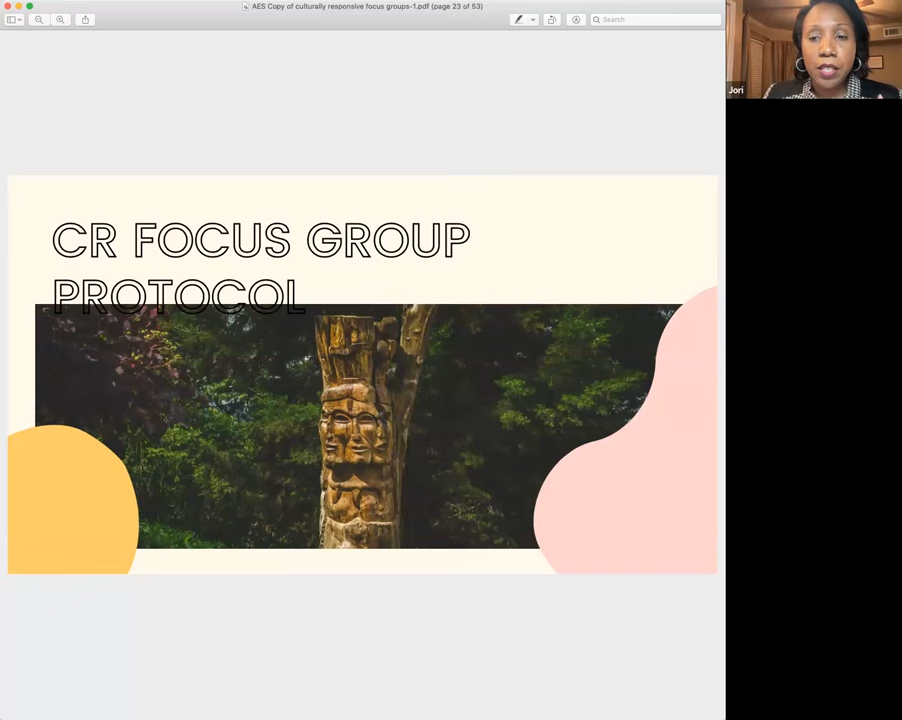 AES Copy of culturally responsive focus groups-1.pdf (page 23 of 53)
Search
Jori
CR FOCUS GROUP
PROTOCOL